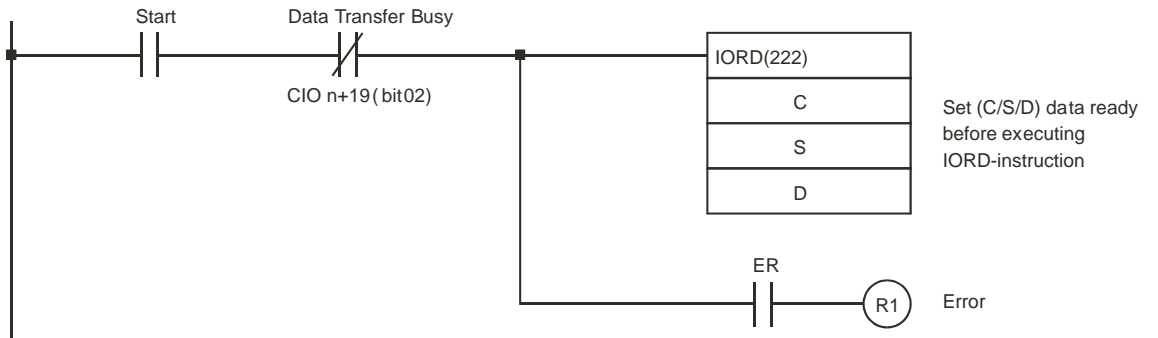 Start
Data Transfer Busy
CIO n+19(bit02)
IORD(222)
C
S
D
Set (C/S/D) data ready
before executing
IORD-instruction
ER
R1
Error